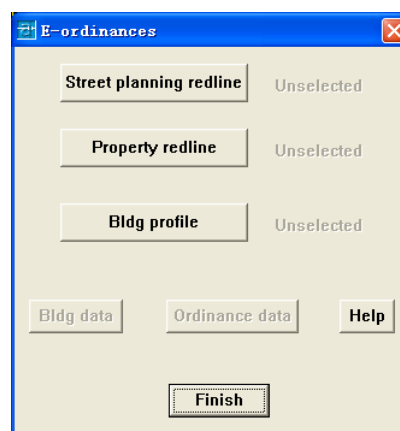 E-ordinances
Street planning redline Unselected
Property redline Unselected
Bldg profile Unselected
Bldg data Ordinance data Help
Finish